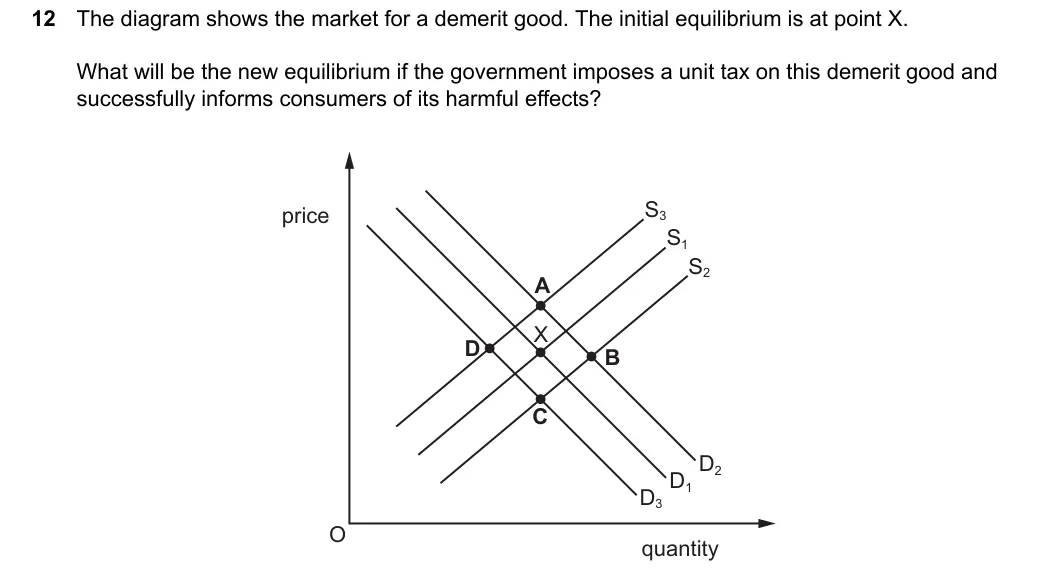 12 The diagram shows the market for a demerit good. The initial equilibrium is at point X.
What will be the new equilibrium if the government imposes a unit tax on this demerit good and
successfully informs consumers of its harmful effects?
price
S₃
S₁
S₂
A
X
D
B
C
D₂
D₁
D₃
O
quantity